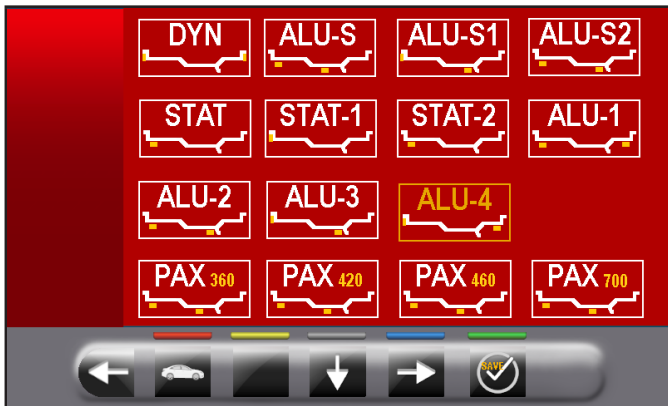 DYN ALU-S ALU-S1 ALU-S2
STAT STAT-1 STAT-2 ALU-1
ALU-2 ALU-3 ALU-4
PAX 360 PAX 420 PAX 460 PAX 700
SAVE